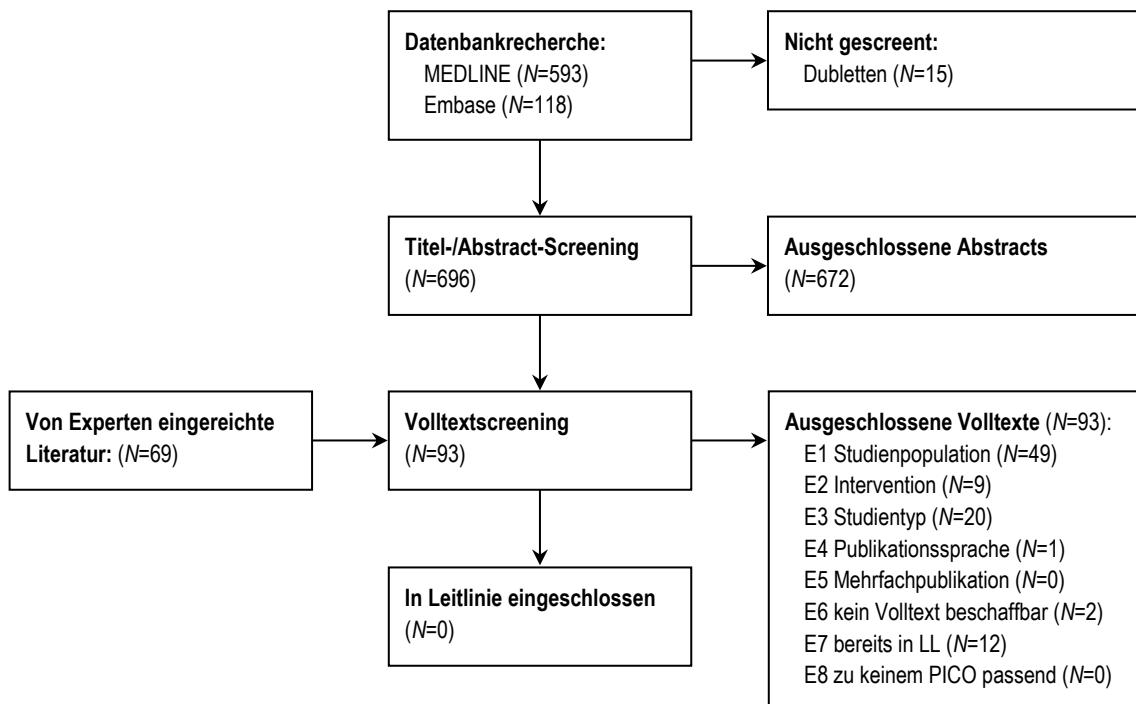 Datenbankrecherche:
MEDLINE (N=593)
Embase (N=118)
Nicht gescreent:
Dubletten (N=15)
Titel-/Abstract-Screening
(N=696)
Ausgeschlossene Abstracts
(N=672)
Von Experten eingereichte
Literatur: (N=69)
Volltextscreening
(N=93)
Ausgeschlossene Volltexte (N=93):
E1 Studienpopulation (N=49)
E2 Intervention (N=9)
E3 Studientyp (N=20)
E4 Publikationssprache (N=1)
E5 Mehrfachpublikation (N=0)
E6 kein Volltext beschaffbar (N=2)
E7 bereits in LL (N=12)
E8 zu keinem PICO passend (N=0)
In Leitlinie eingeschlossen
(N=0)